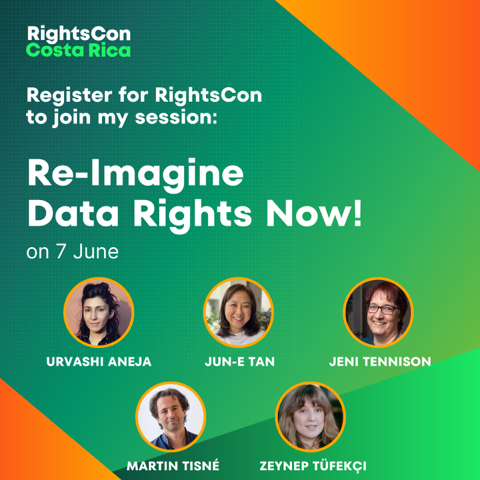 RightsCon
Costa Rica
Register for RightsCon
to join my session:
Re-Imagine
Data Rights Now!
on 7 June
URVASHI ANEJA
JUN-E TAN
JENI TENNISON
MARTIN TISNÉ
ZEYNEP TÜFEKÇI